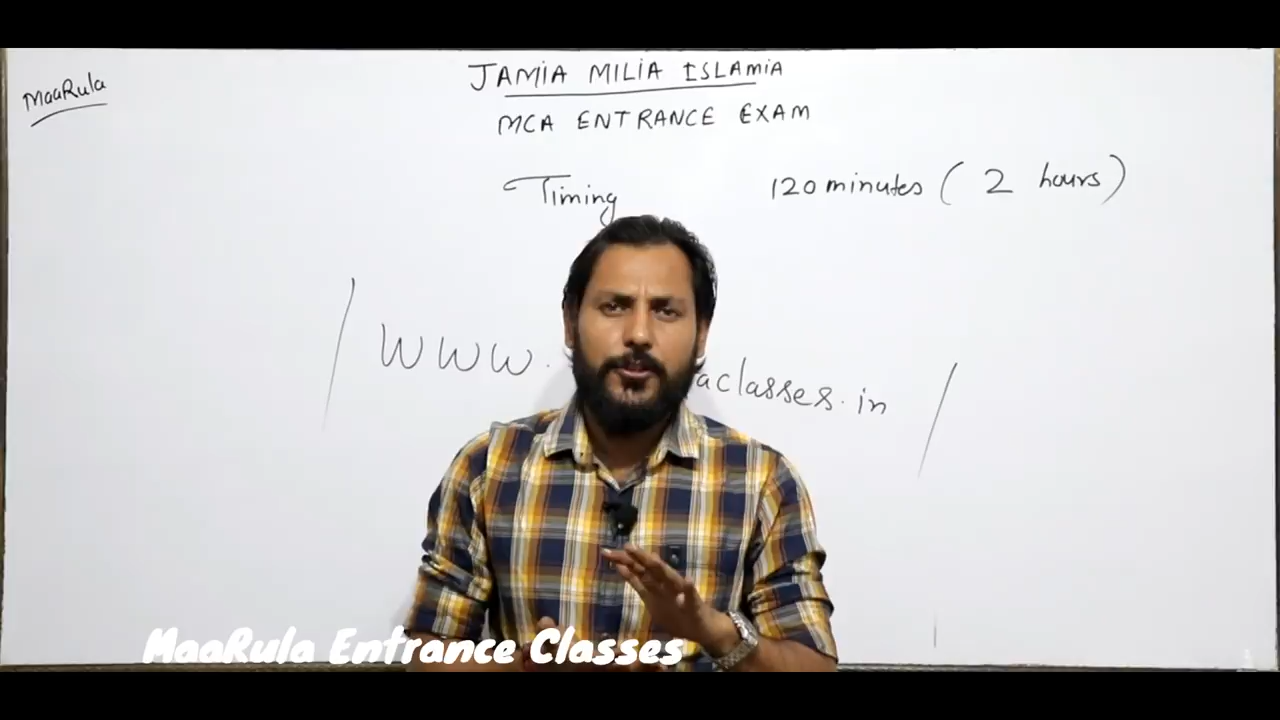 MaaRula
JAMIA MILIA ISLAMIA
MCA ENTRANCE EXAM
Timing 120 minutes ( 2 hours )
/ WWW. aclasses.in /
MaaRula Entrance Classes